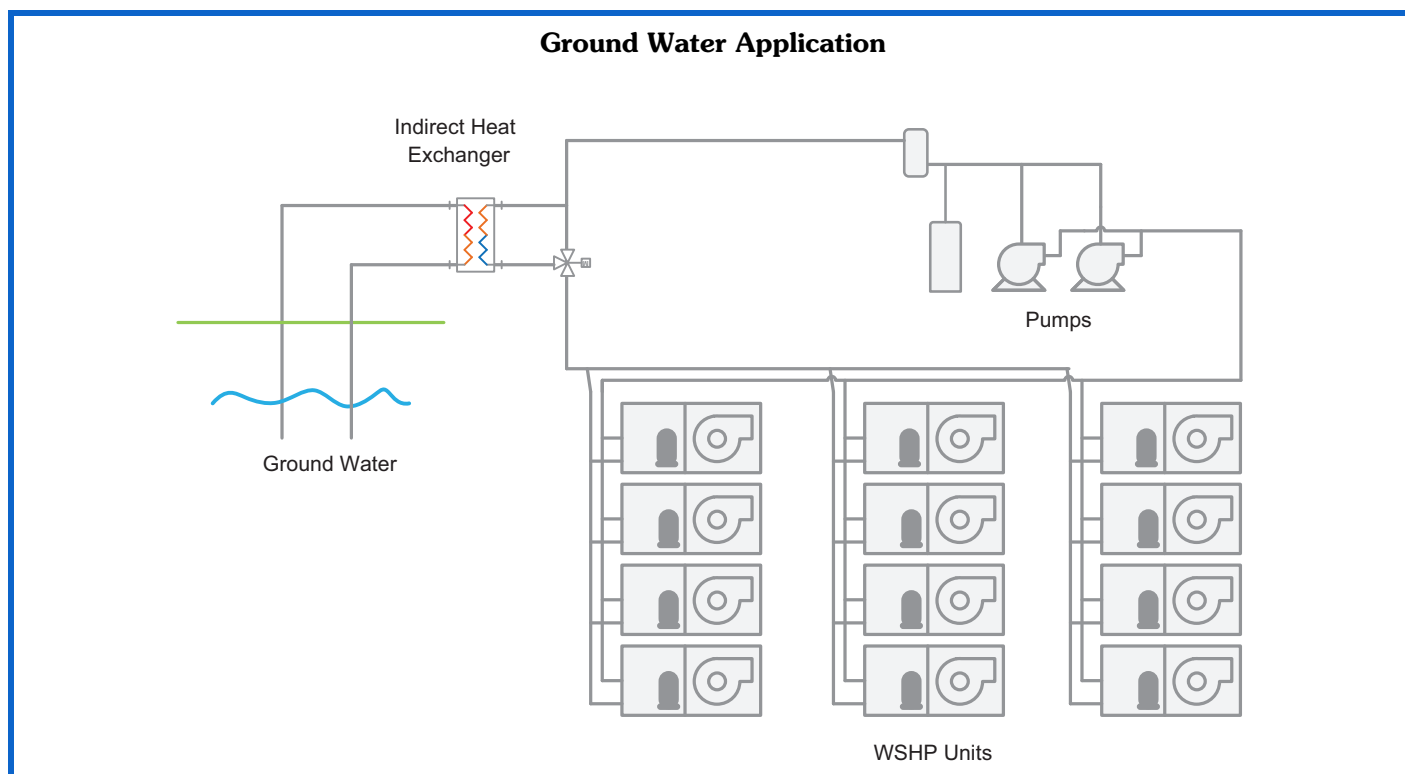 Ground Water Application
Indirect Heat
Exchanger
Pumps
Ground Water
WSHP Units